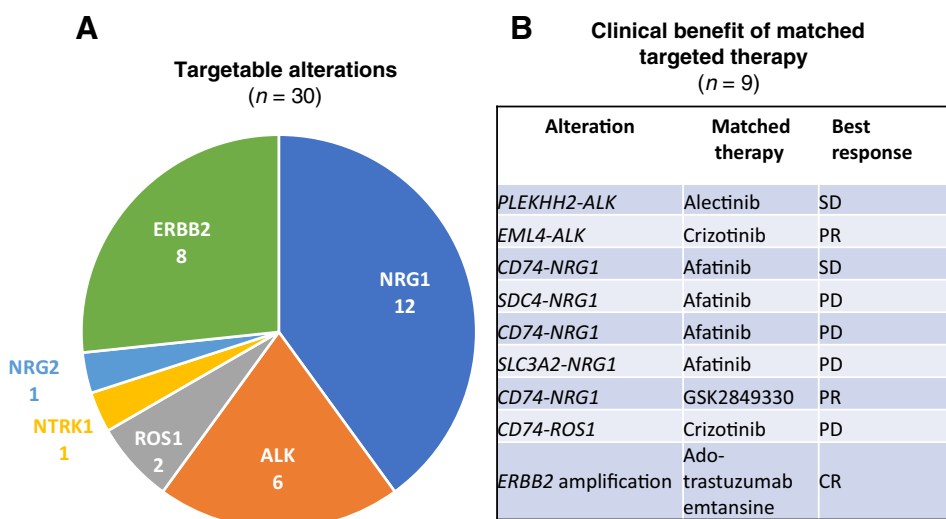 A
Targetable alterations
(n = 30)
ERBB2
8
NRG1
12
NRG2
1
NTRK1
1
ROS1
2
ALK
6
B
Clinical benefit of matched
targeted therapy
(n = 9)
Alteration Matched therapy Best response
PLEKHH2-ALK Alectinib SD
EML4-ALK Crizotinib PR
CD74-NRG1 Afatinib SD
SDC4-NRG1 Afatinib PD
CD74-NRG1 Afatinib PD
SLC3A2-NRG1 Afatinib PD
CD74-NRG1 GSK2849330 PR
CD74-ROS1 Crizotinib PD
ERBB2 amplification Ado-trastuzumab emtansine CR